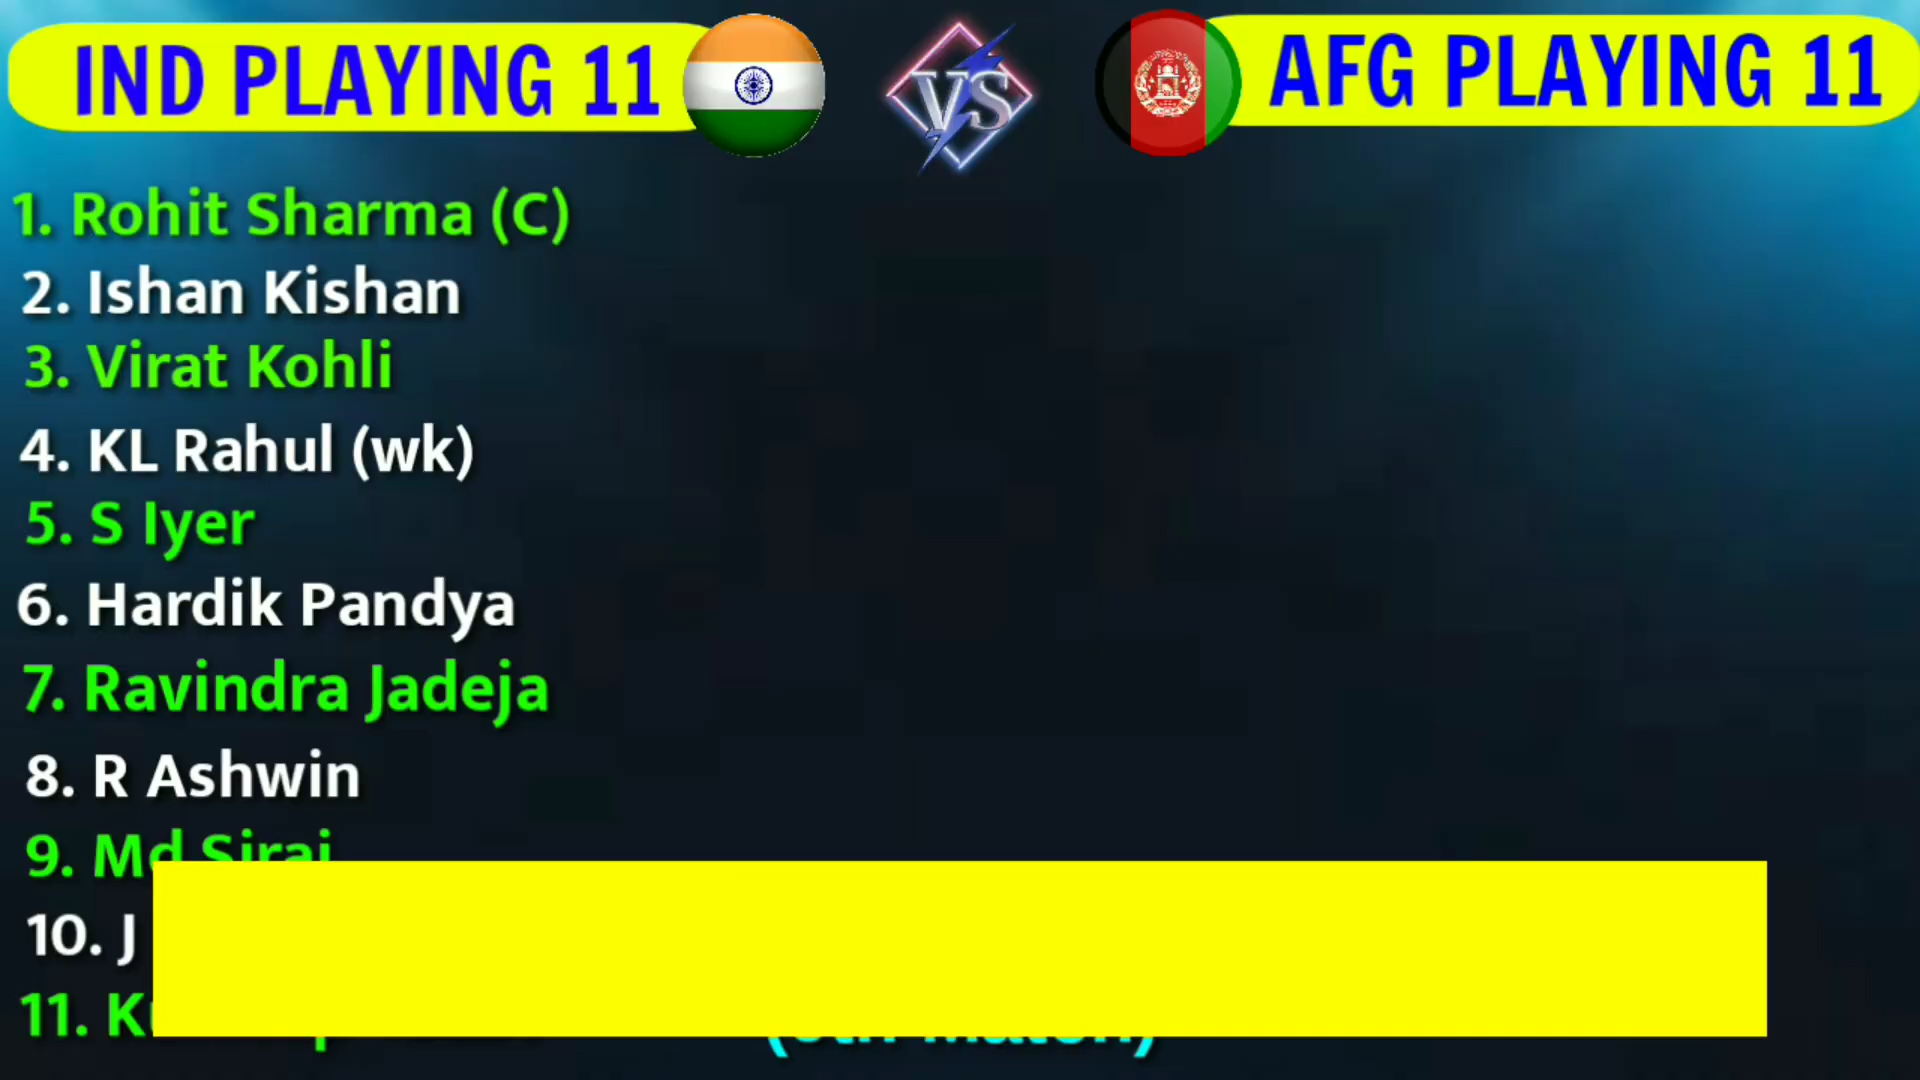 IND PLAYING 11
VS
AFG PLAYING 11
1. Rohit Sharma (C)
2. Ishan Kishan
3. Virat Kohli
4. KL Rahul (wk)
5. S Iyer
6. Hardik Pandya
7. Ravindra Jadeja
8. R Ashwin
9. Md Siraj
10. J
11.